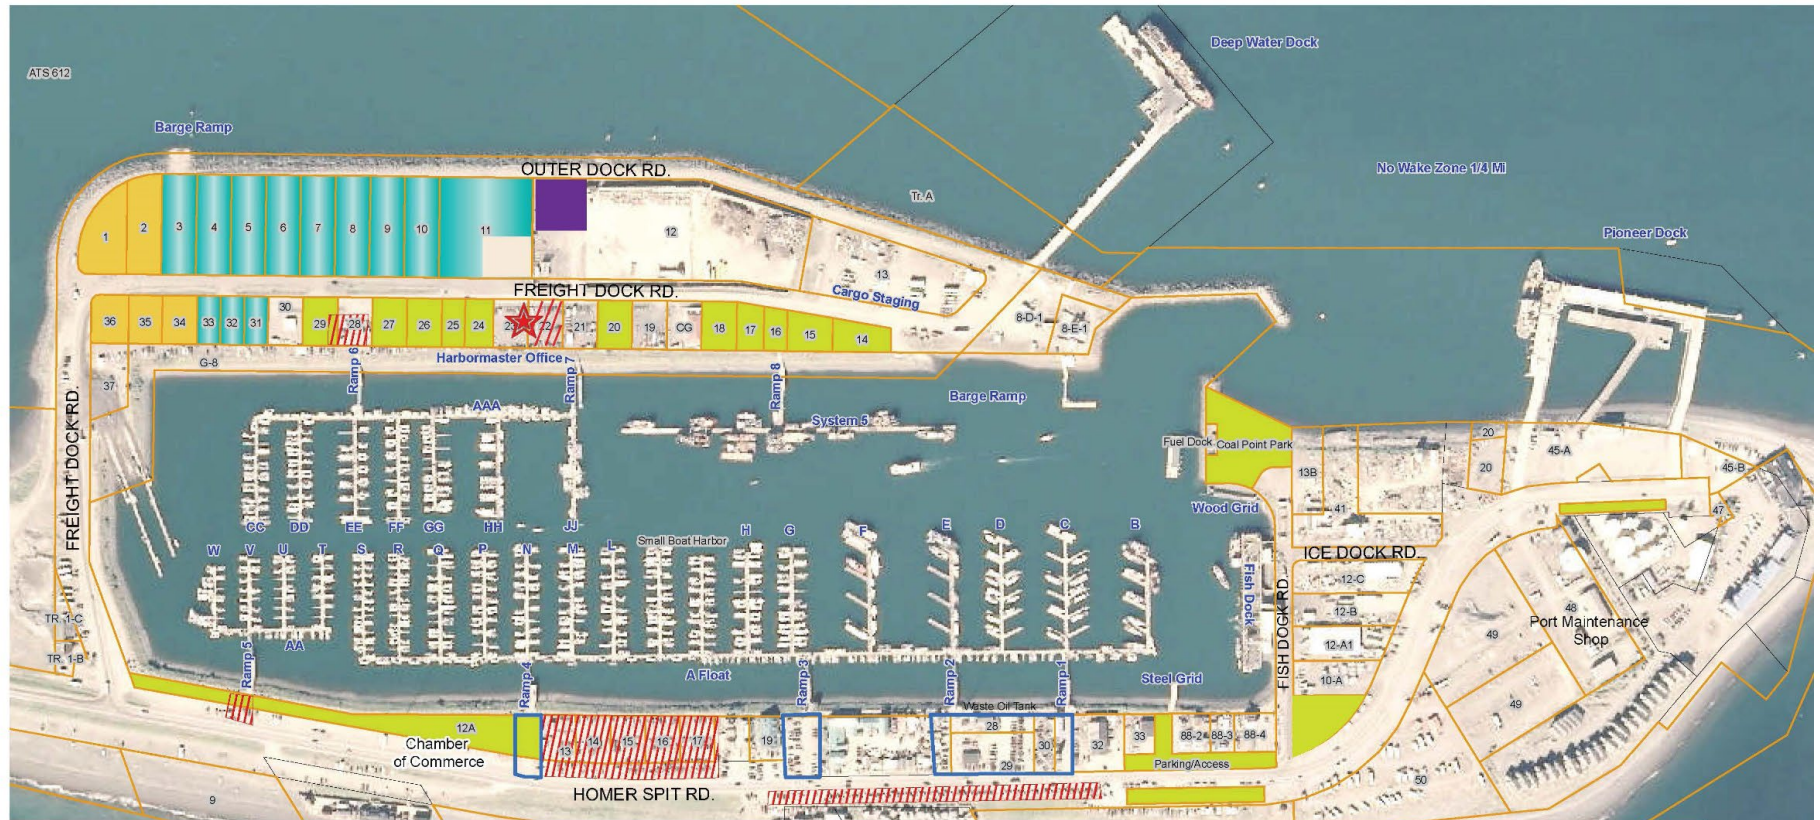 Deep Water Dock
ATS 612
Barge Ramp
No Wake Zone 1/4 Mi
OUTER DOCK RD.
Tr. A
Pioneer Dock
1
2
3
4
5
6
7
8
9
10
11
12
13
Cargo Staging
FREIGHT DOCK RD.
36
35
34
33
32
31
30
29
28
27
26
25
24
23
22
21
20
19
CG
18
17
16
15
14
8-D-1
8-E-1
G-8
37
Ramp 6
Harbormaster Office
Ramp 7
Ramp 8
Barge Ramp
FREIGHT DOCK RD.
AAA
System 5
Fuel Dock
Coal Point Park
13B
41
20
20
45-A
45-B
47
Wood Grid
CC
DD
EE
FF
GG
HH
JJ
W
V
U
T
S
R
Q
P
N
M
L
Small Boat Harbor
H
G
F
E
D
C
B
Fish Dock
FISH DOCK RD.
ICE DOCK RD.
12-C
12-B
12-A1
10-A
49
48
Port Maintenance
Shop
49
49
50
TR. 1-C
TR. 1-B
AA
Ramp 5
Ramp 4
A Float
Ramp 3
Ramp 2
Ramp 1
Steel Grid
Waste Oil Tank
12A
Chamber
of Commerce
13
14
15
16
17
19
28
29
30
32
33
88-2
88-3
88-4
Parking/Access
HOMER SPIT RD.
9